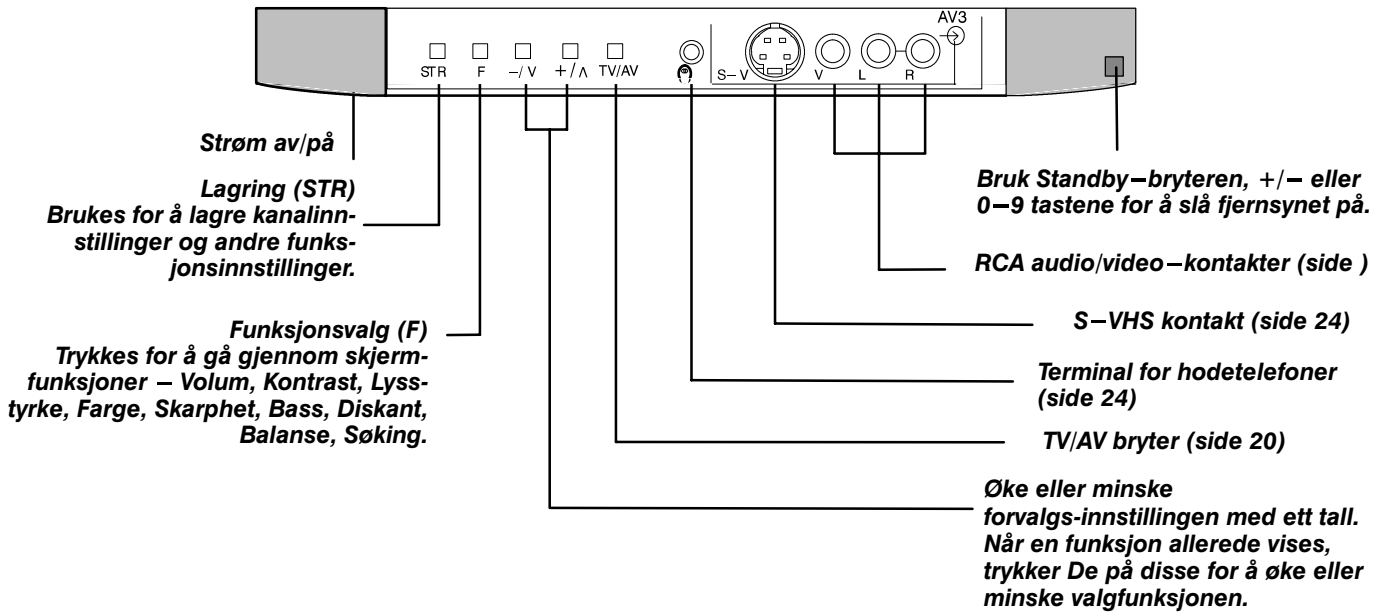 AV3
STR F –/ V +/ Λ TV/AV S–V V L R
Strøm av/på
Lagring (STR)
Brukes for å lagre kanalinn-
stillinger og andre funks-
jonsinnstillinger.
Funksjonsvalg (F)
Trykkes for å gå gjennom skjerm-
funksjoner – Volum, Kontrast, Lyss-
tyrke, Farge, Skarphet, Bass, Diskant,
Balanse, Søking.
Bruk Standby–bryteren, +/– eller
0–9 tastene for å slå fjernsynet på.
RCA audio/video–kontakter (side )
S–VHS kontakt (side 24)
Terminal for hodetelefoner
(side 24)
TV/AV bryter (side 20)
Øke eller minske
forvalgs-innstillingen med ett tall.
Når en funksjon allerede vises,
trykker De på disse for å øke eller
minske valgfunksjonen.